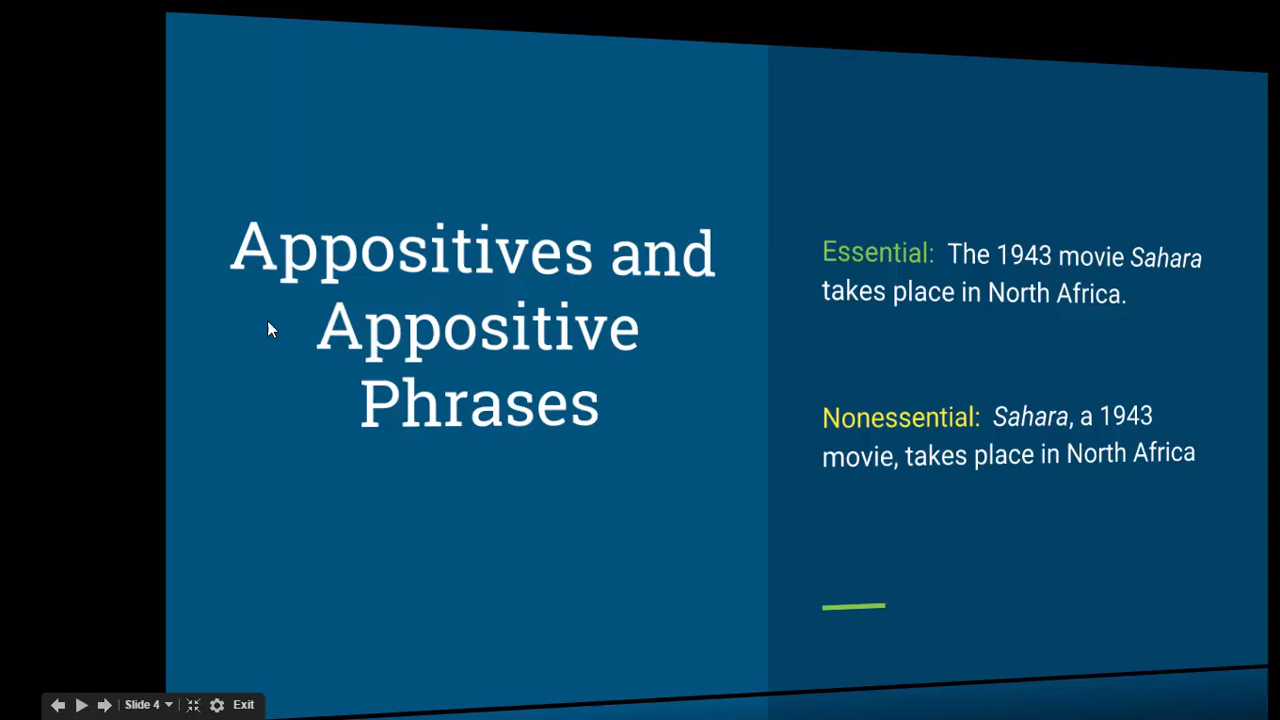 Appositives and
Appositive
Phrases
Essential: The 1943 movie Sahara
takes place in North Africa.
Nonessential: Sahara, a 1943
movie, takes place in North Africa
Slide 4
Exit